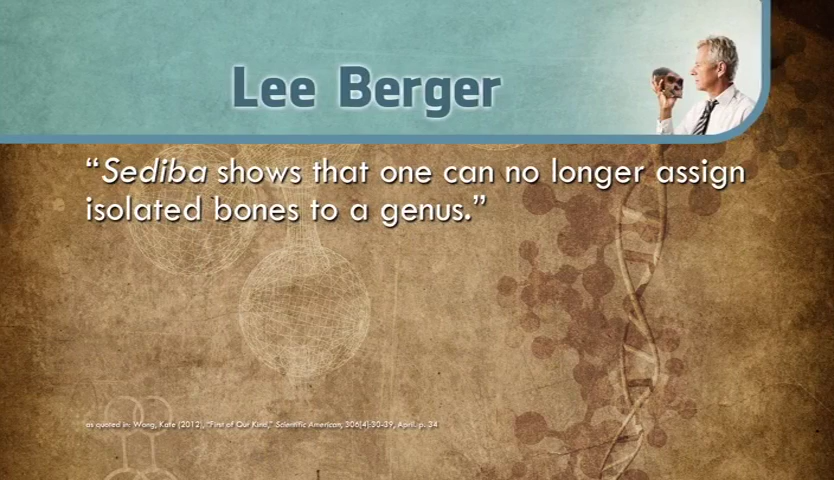 Lee Berger
“Sediba shows that one can no longer assign
isolated bones to a genus.”
as quoted in: Wong, Kate (2012), “First of Our Kind,” Scientific American, 306[4]:30-39, April. p. 34